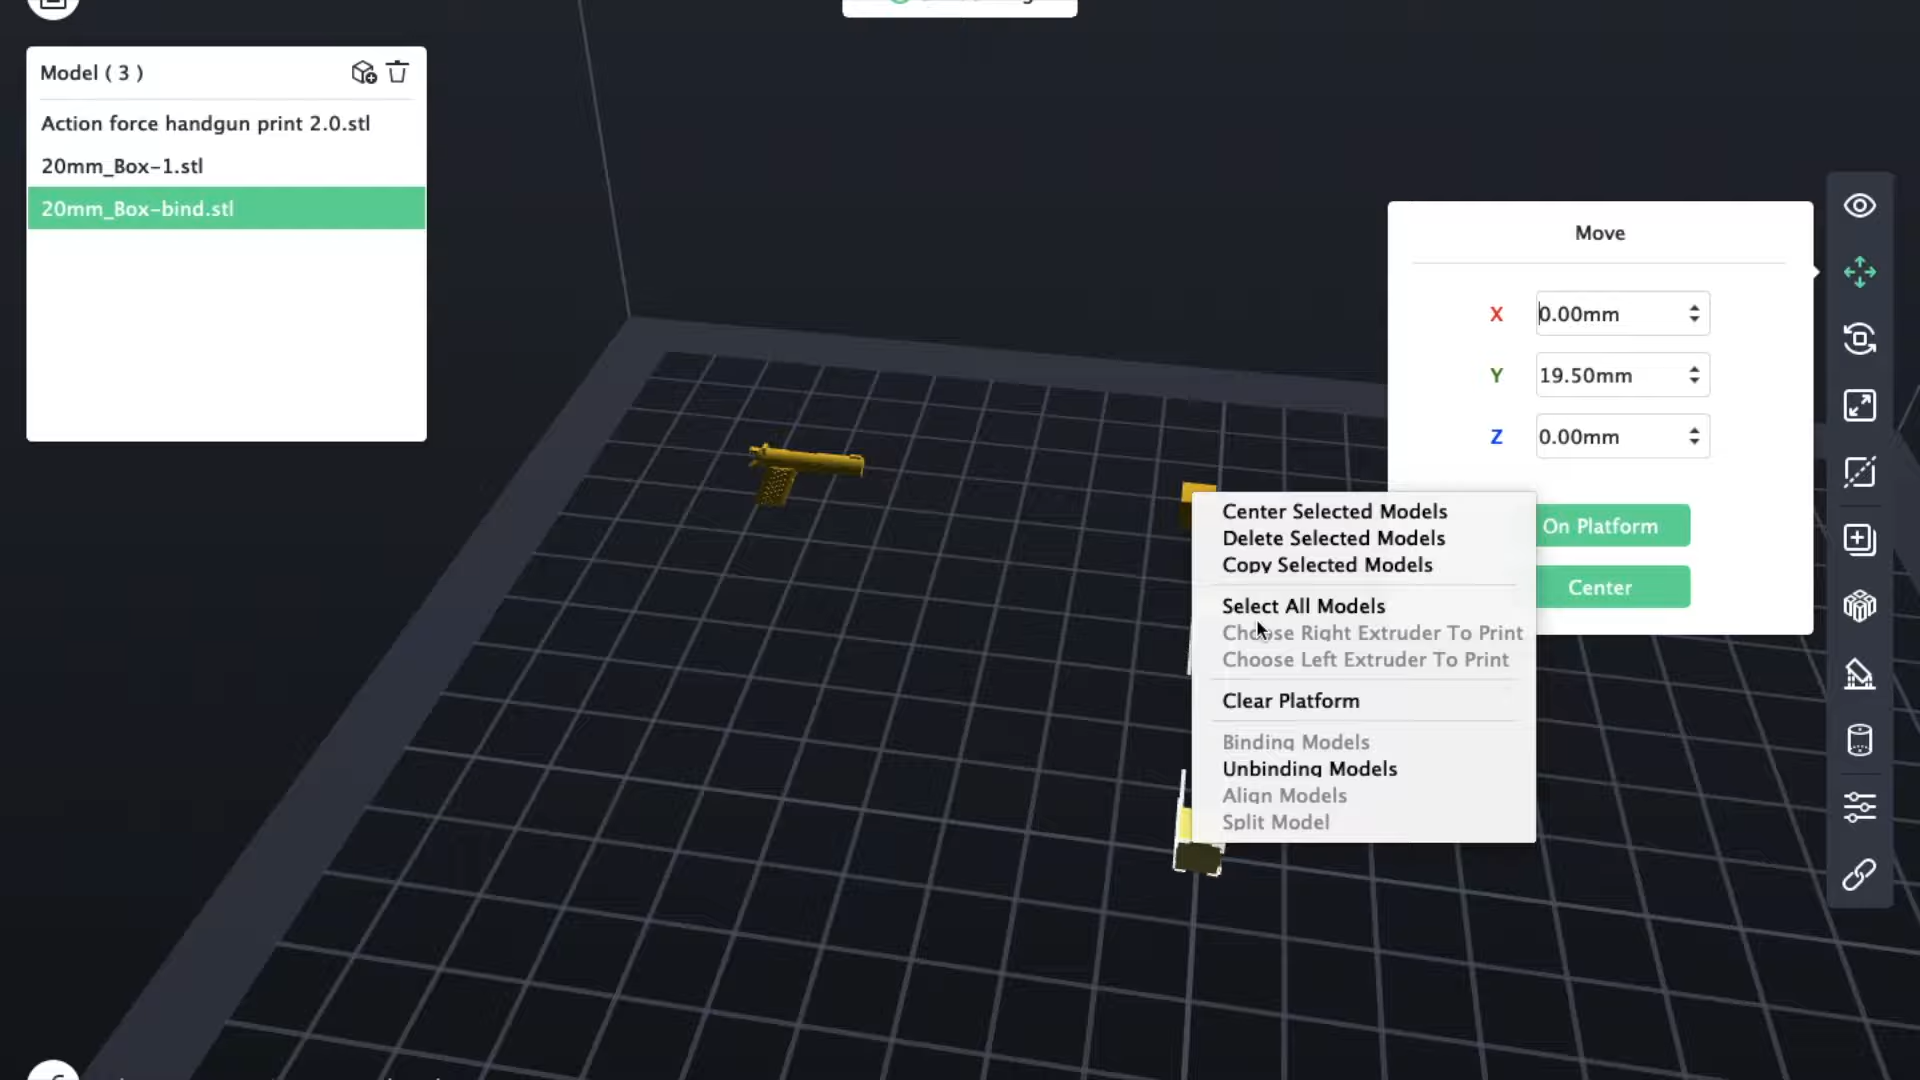 Model ( 3 )
Action force handgun print 2.0.stl
20mm_Box-1.stl
20mm_Box-bind.stl
Move
X
0.00mm
Y
19.50mm
Z
0.00mm
On Platform
Center
Center Selected Models
Delete Selected Models
Copy Selected Models
Select All Models
Choose Right Extruder To Print
Choose Left Extruder To Print
Clear Platform
Binding Models
Unbinding Models
Align Models
Split Model